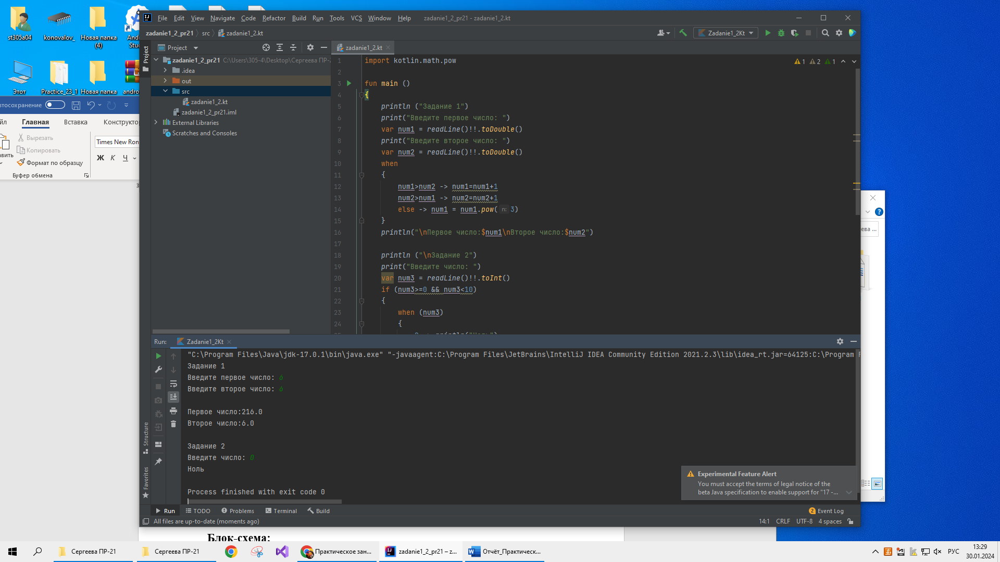 st305a04
konovalov_
Новая папка
(4)
Этот
Practice_23_1
Новая папка
File Edit View Navigate Code Refactor Build Run Tools VCS Window Help zadanie1_2_pr21 - zadanie1_2.kt
zadanie1_2_pr21 src zadanie1_2.kt
Zadanie1_2Kt
Project
Project
zadanie1_2.kt
zadanie1_2_pr21 C:\Users\305-4\Desktop\Сергеева ПР-2
.idea
out
src
zadanie1_2.kt
zadanie1_2_pr21.iml
External Libraries
Scratches and Consoles
1 import kotlin.math.pow
2
3 fun main ()
4 {
5 println ("Задание 1")
6 print("Введите первое число: ")
7 var num1 = readLine()!!.toDouble()
8 print("Введите второе число: ")
9 var num2 = readLine()!!.toDouble()
10 when
11 {
12 num1>num2 -> num1=num1+1
13 num2>num1 -> num2=num2+1
14 else -> num1 = num1.pow( n: 3)
15 }
16 println("\nПервое число:$num1\nВторое число:$num2")
17
18 println ("\nЗадание 2")
19 print("Введите число: ")
20 var num3 = readLine()!!.toInt()
21 if (num3>=0 && num3<10)
22 {
23 when (num3)
24 {
1 2 1
автосохранение
Главная Вставка Конструктор
Вырезать
Копировать
Формат по образцу
Times New Ron
Ж К Ч
Буфер обмена
Run: Zadanie1_2Kt
"C:\Program Files\Java\jdk-17.0.1\bin\java.exe" "-javaagent:C:\Program Files\JetBrains\IntelliJ IDEA Community Edition 2021.2.3\lib\idea_rt.jar=64125:C:\Program F
Задание 1
Введите первое число: 6
Введите второе число: 6
Первое число:216.0
Второе число:6.0
Задание 2
Введите число: 0
Ноль
Process finished with exit code 0
Structure
Favorites
Experimental Feature Alert
You must accept the terms of legal notice of the
beta Java specification to enable support for "17 -...
Run TODO Problems Terminal Build 2 Event Log
All files are up-to-date (moments ago) 14:1 CRLF UTF-8 4 spaces
Блок-схема:
Сергеева ПР-21
Сергеева ПР-21
Практическое зан...
zadanie1_2_pr21 – z...
Отчёт_Практическ...
РУС
13:29
30.01.2024